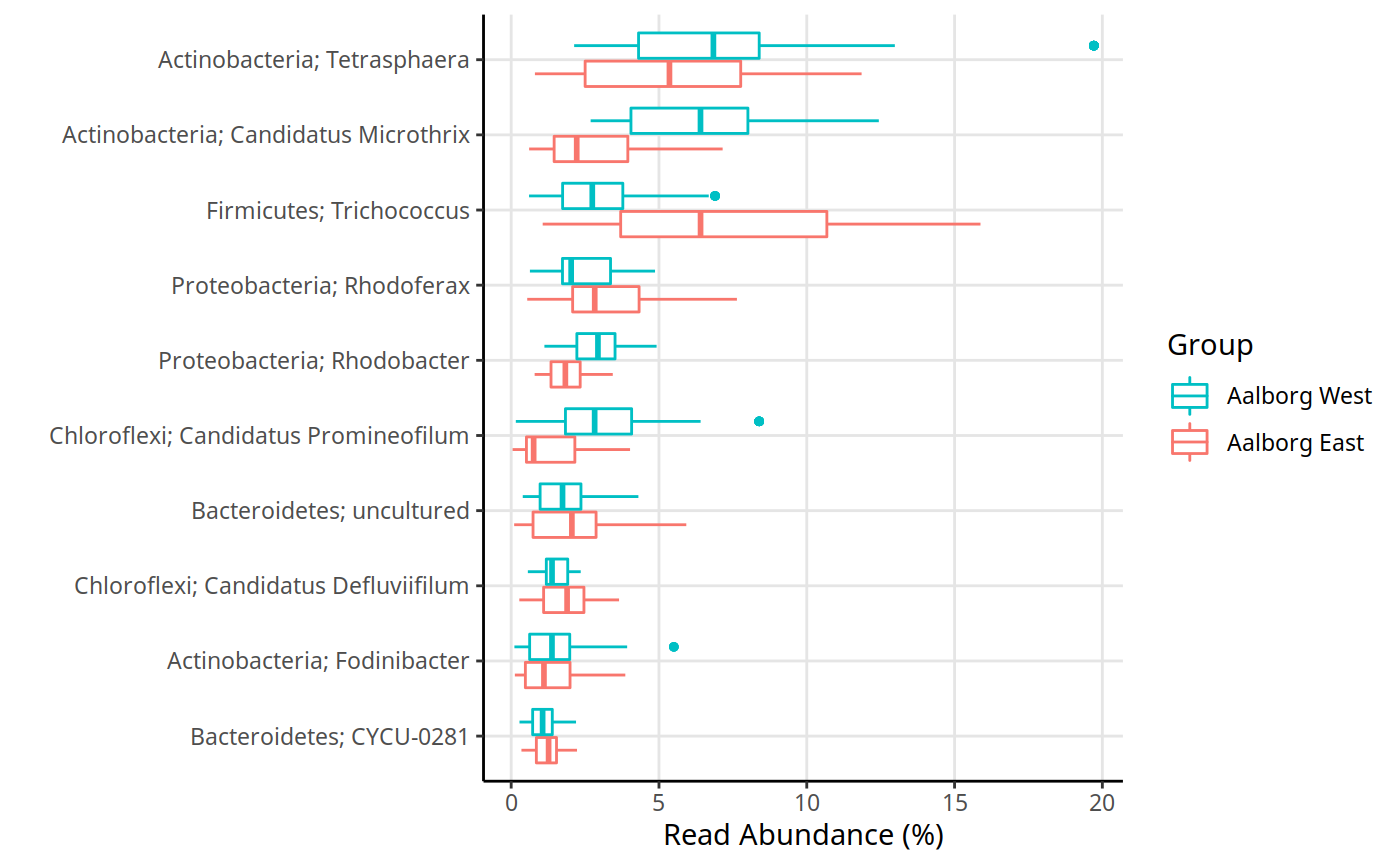 Actinobacteria; Tetrasphaera
Actinobacteria; Candidatus Microthrix
Firmicutes; Trichococcus
Proteobacteria; Rhodoferax
Proteobacteria; Rhodobacter
Chloroflexi; Candidatus Promineofilum
Bacteroidetes; uncultured
Chloroflexi; Candidatus Defluviifilum
Actinobacteria; Fodinibacter
Bacteroidetes; CYCU-0281
0 5 10 15 20
Read Abundance (%)
Group
Aalborg West
Aalborg East